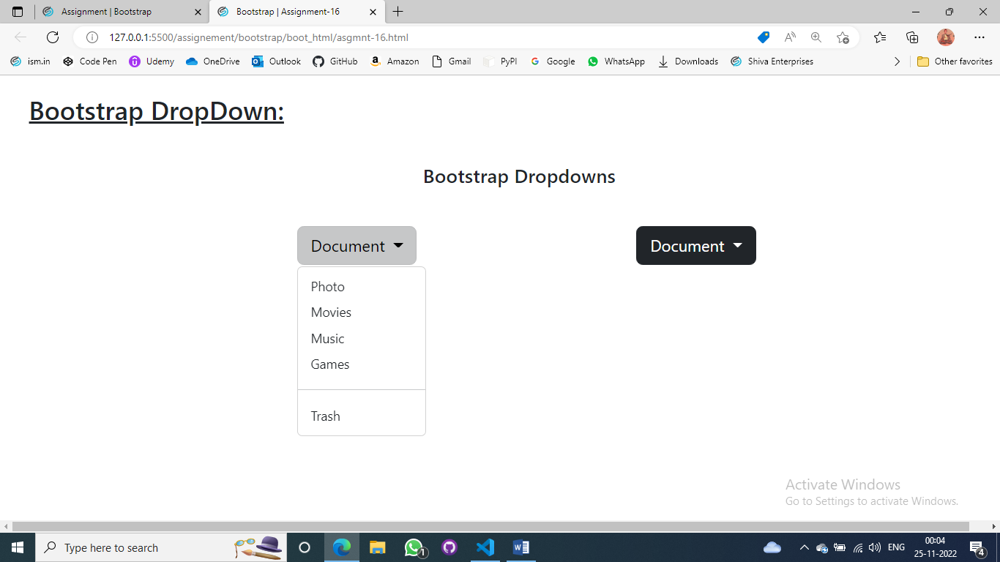 Assignment | Bootstrap
Bootstrap | Assignment-16
127.0.0.1:5500/assignement/bootstrap/boot_html/asgmnt-16.html
ism.in Code Pen Udemy OneDrive Outlook GitHub Amazon Gmail PyPI Google WhatsApp Downloads Shiva Enterprises Other favorites
Bootstrap DropDown:
Bootstrap Dropdowns
Document
Document
Photo
Movies
Music
Games
Trash
Activate Windows
Go to Settings to activate Windows.
Type here to search
1
ENG
00:04
25-11-2022
4